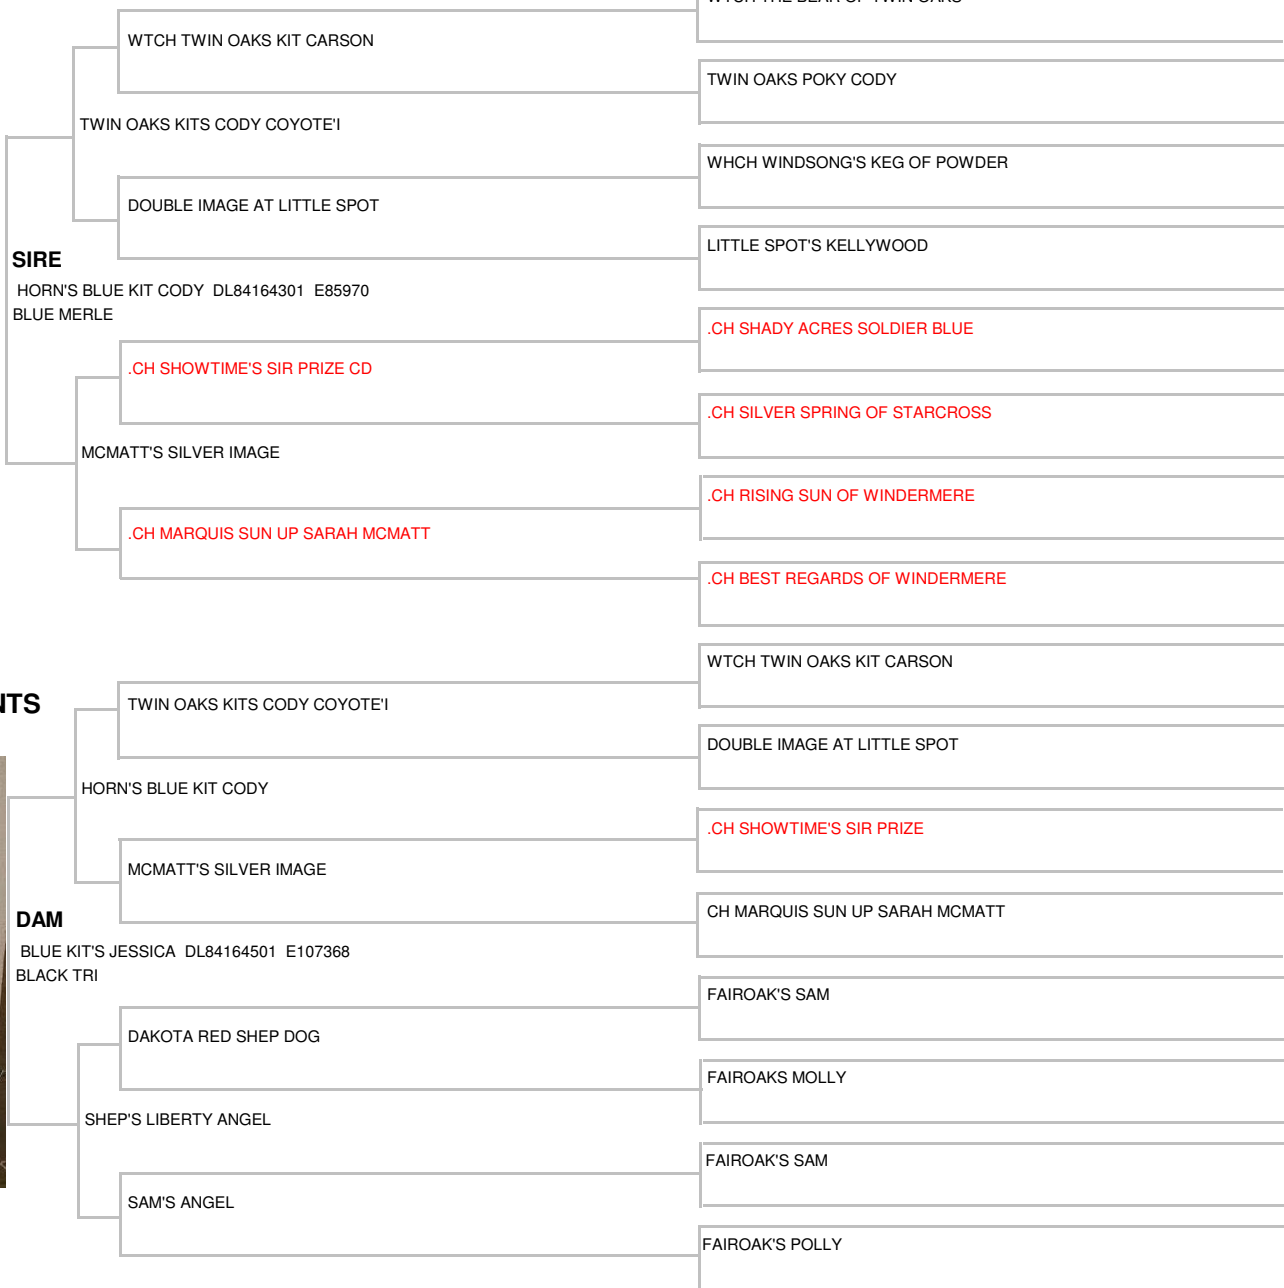 WTCH TWIN OAKS KIT CARSON
TWIN OAKS POKY CODY
TWIN OAKS KITS CODY COYOTE'I
WHCH WINDSONG'S KEG OF POWDER
DOUBLE IMAGE AT LITTLE SPOT
LITTLE SPOT'S KELLYWOOD
SIRE
HORN'S BLUE KIT CODY DL84164301 E85970
BLUE MERLE
.CH SHADY ACRES SOLDIER BLUE
.CH SHOWTIME'S SIR PRIZE CD
.CH SILVER SPRING OF STARCROSS
MCMATT'S SILVER IMAGE
.CH RISING SUN OF WINDERMERE
.CH MARQUIS SUN UP SARAH MCMATT
.CH BEST REGARDS OF WINDERMERE
WTCH TWIN OAKS KIT CARSON
TWIN OAKS KITS CODY COYOTE'I
DOUBLE IMAGE AT LITTLE SPOT
HORN'S BLUE KIT CODY
.CH SHOWTIME'S SIR PRIZE
MCMATT'S SILVER IMAGE
CH MARQUIS SUN UP SARAH MCMATT
DAM
BLUE KIT'S JESSICA DL84164501 E107368
BLACK TRI
FAIROAK'S SAM
DAKOTA RED SHEP DOG
FAIROAKS MOLLY
SHEP'S LIBERTY ANGEL
FAIROAK'S SAM
SAM'S ANGEL
FAIROAK'S POLLY